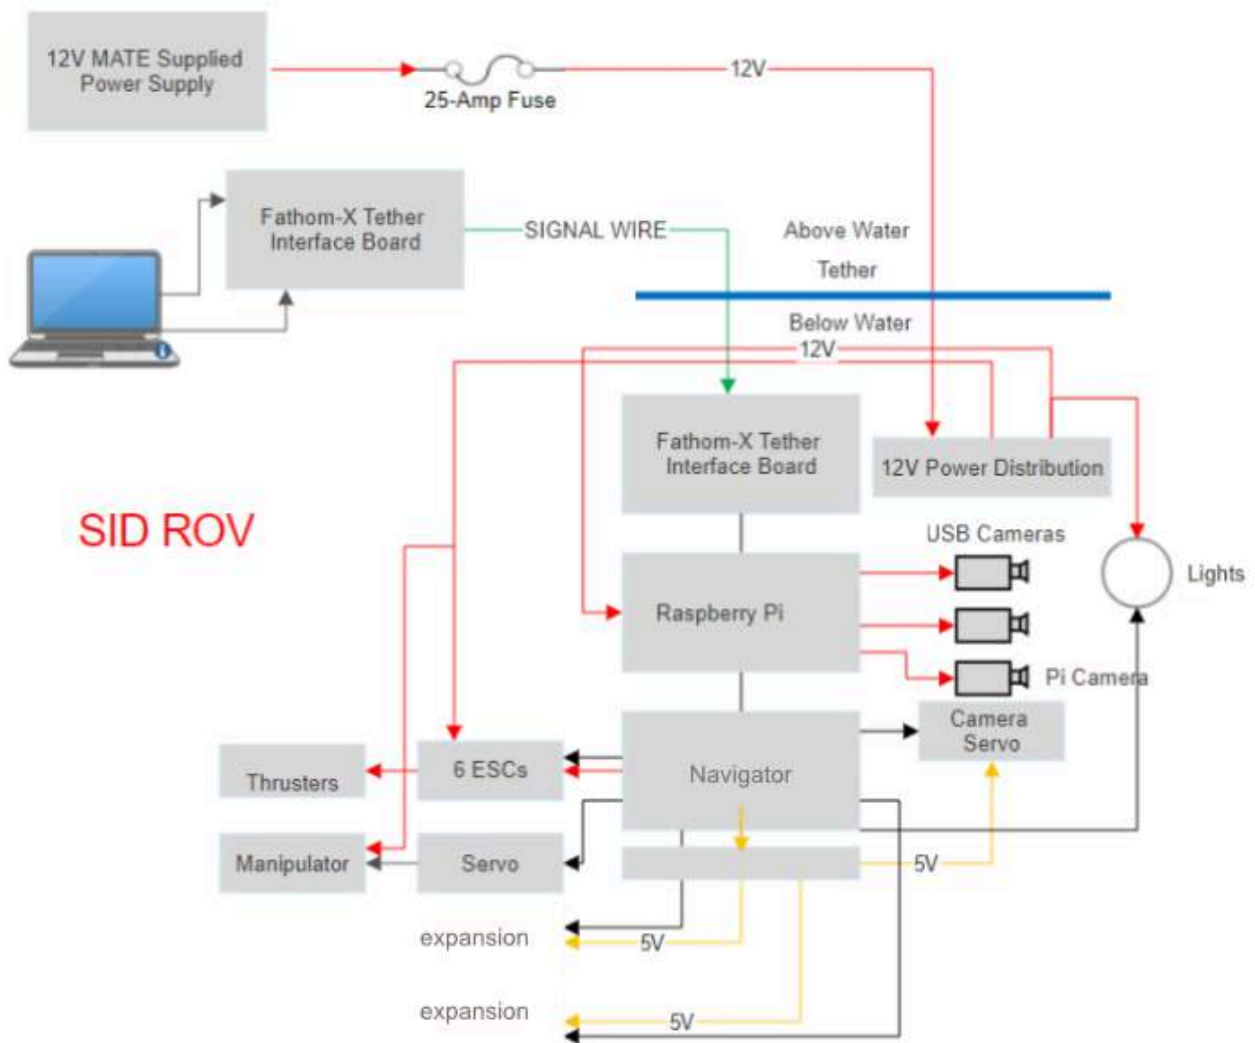 12V MATE Supplied
Power Supply
12V
25-Amp Fuse
Fathom-X Tether
Interface Board
SIGNAL WIRE
Above Water
Tether
Below Water
12V
Fathom-X Tether
Interface Board
12V Power Distribution
SID ROV
USB Cameras
Lights
Raspberry Pi
Pi Camera
Camera
Servo
6 ESCs
Navigator
Thrusters
Manipulator
Servo
5V
expansion
5V
expansion
5V